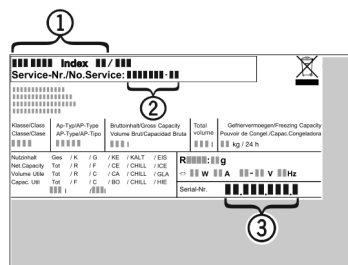 1
Index /
Service-Nr./No.Service: -
2
Klasse/Class Ap-Typ/AP-Type Bruttoinhalt/Gross Capacity Total Gefriervermoegen/Freezing Capacity
Classe/Clase AP-Type/AP-Tipo Volume Brut/Capacidad Bruta volume Pouvoir de Congel./Capac.Congeladora
l l kg / 24 h
Nutzinhalt Ges / K / G / KE / KALT / EIS
Net.Capacity Tot / R / F / CE / CHILL / ICE
Volume Utile Tot / R / C / CA / CHILL / GLA
Capac. Util Tot / F / C / BO / CHILL / HIE
l / l
R : g
W A - V Hz
Serial-Nr. . . .
3